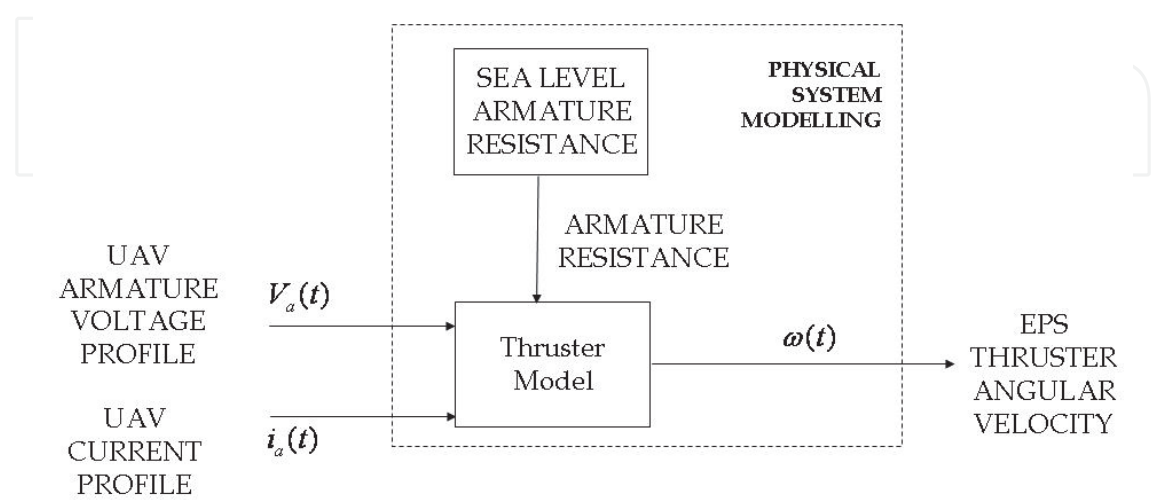 SEA LEVEL
ARMATURE
RESISTANCE
PHYSICAL
SYSTEM
MODELLING
ARMATURE
RESISTANCE
UAV
ARMATURE
VOLTAGE
PROFILE
V_a(t)
Thruster
Model
ω(t)
EPS
THRUSTER
ANGULAR
VELOCITY
UAV
CURRENT
PROFILE
i_a(t)